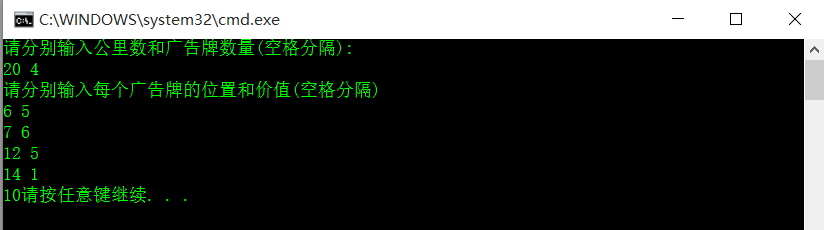 C:\WINDOWS\system32\cmd.exe
请分别输入公里数和广告牌数量(空格分隔):
20 4
请分别输入每个广告牌的位置和价值(空格分隔)
6 5
7 6
12 5
14 1
10请按任意键继续. . .